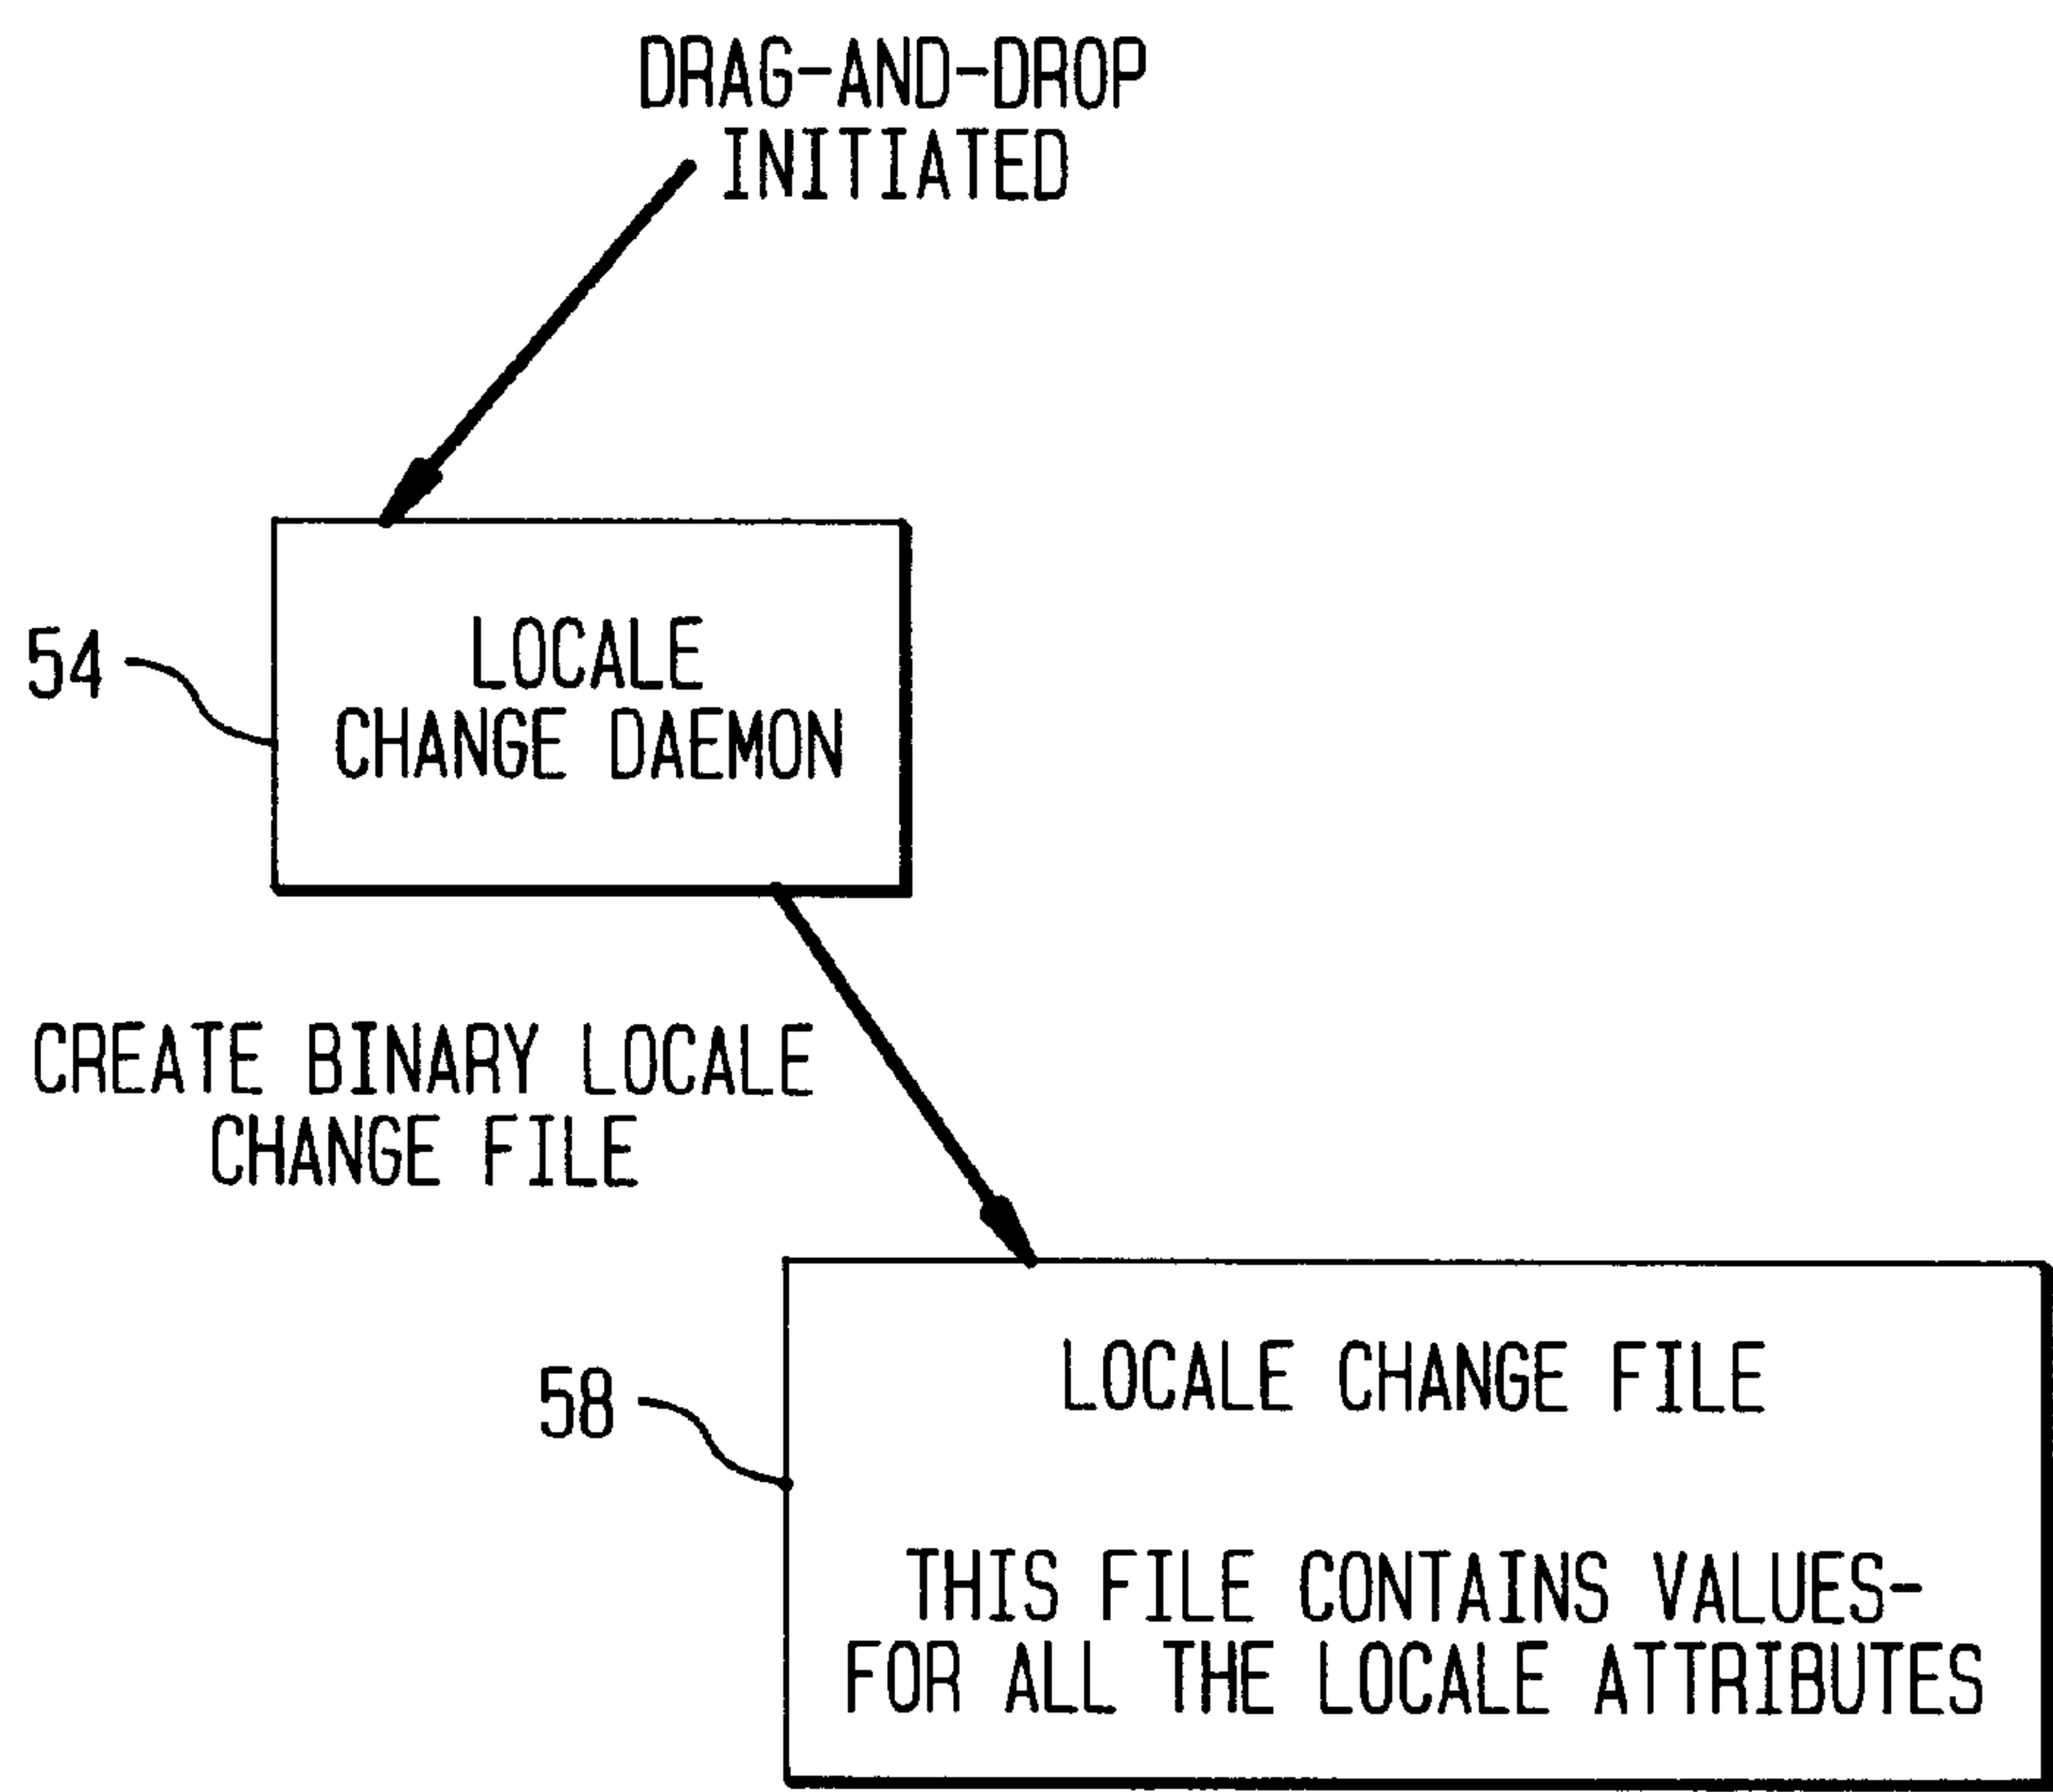 DRAG-AND-DROP
INITIATED
LOCALE
CHANGE DAEMON
54
CREATE BINARY LOCALE
CHANGE FILE
LOCALE CHANGE FILE
58
THIS FILE CONTAINS VALUES-
FOR ALL THE LOCALE ATTRIBUTES